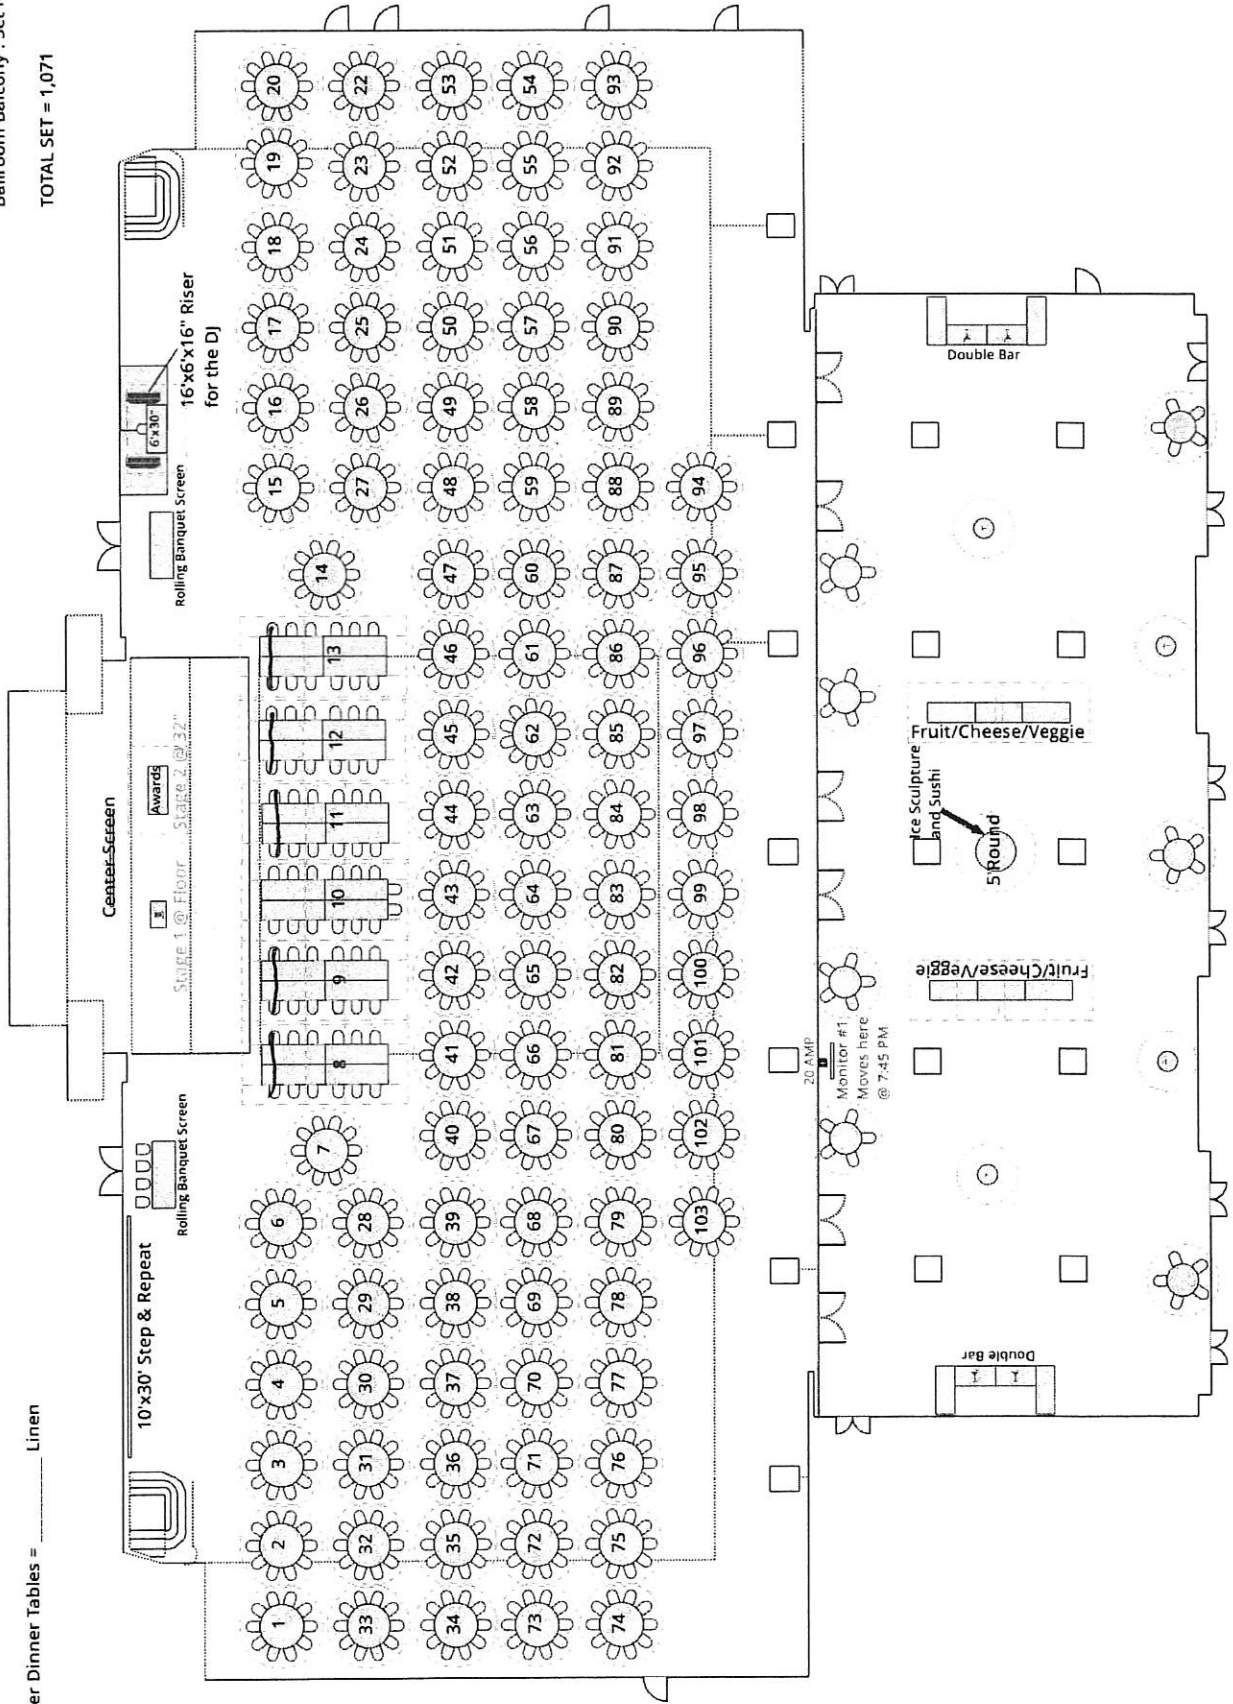 TOTAL SET = 1,071
er Dinner Tables = ________ Linen
Center Screen
Awards
Stage 1 @ Floor
Stage 2 @ 32"
10'x30' Step & Repeat
Rolling Banquet Screen
Rolling Banquet Screen
6'x30"
16'x6'x16" Riser
for the DJ
1 2 3 4 5 6 7 8 9 10 11 12 13 14 15 16 17 18 19 20
33 32 31 30 29 28 27 26 25 24 23 22
34 35 36 37 38 39 40 41 42 43 44 45 46 47 48 49 50 51 52 53
73 72 71 70 69 68 67 66 65 64 63 62 61 60 59 58 57 56 55 54
74 75 76 77 78 79 80 81 82 83 84 85 86 87 88 89 90 91 92 93
103 102 101 100 99 98 97 96 95 94
20 AMP
Monitor #1
Moves here
@ 7:45 PM
Double Bar
Fruit/Cheese/Veggie
Ice Sculpture
and Sushi
5'Round
Fruit/Cheese/Veggie
Double Bar